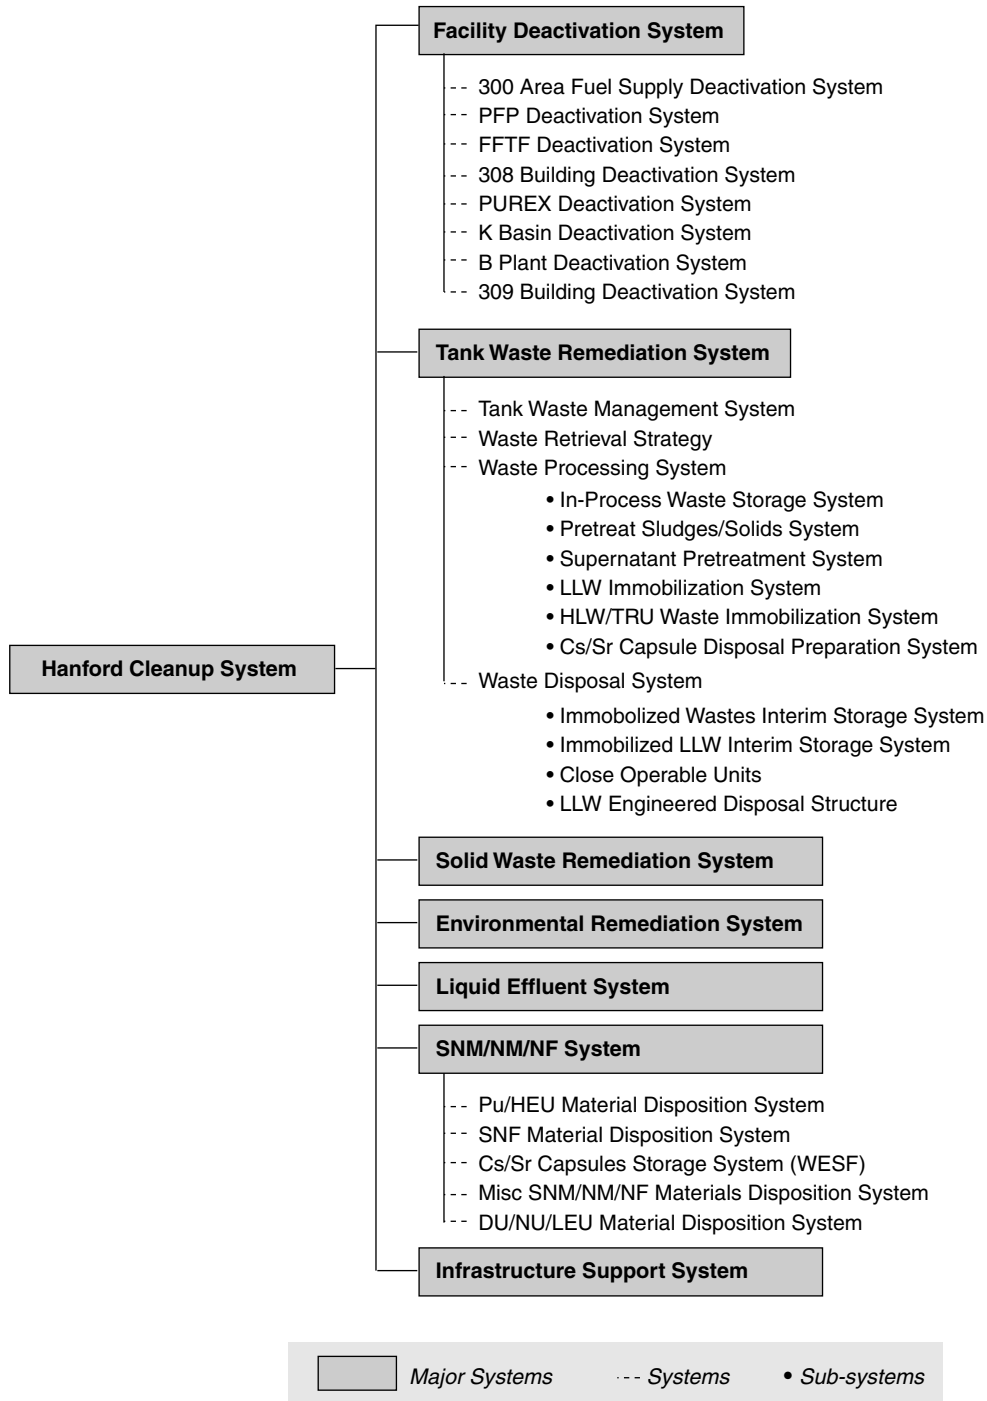 Facility Deactivation System
300 Area Fuel Supply Deactivation System
PFP Deactivation System
FFTF Deactivation System
308 Building Deactivation System
PUREX Deactivation System
K Basin Deactivation System
B Plant Deactivation System
309 Building Deactivation System
Tank Waste Remediation System
Tank Waste Management System
Waste Retrieval Strategy
Waste Processing System
• In-Process Waste Storage System
• Pretreat Sludges/Solids System
• Supernatant Pretreatment System
• LLW Immobilization System
• HLW/TRU Waste Immobilization System
• Cs/Sr Capsule Disposal Preparation System
Hanford Cleanup System
Waste Disposal System
• Immobolized Wastes Interim Storage System
• Immobilized LLW Interim Storage System
• Close Operable Units
• LLW Engineered Disposal Structure
Solid Waste Remediation System
Environmental Remediation System
Liquid Effluent System
SNM/NM/NF System
Pu/HEU Material Disposition System
SNF Material Disposition System
Cs/Sr Capsules Storage System (WESF)
Misc SNM/NM/NF Materials Disposition System
DU/NU/LEU Material Disposition System
Infrastructure Support System
Major Systems --- Systems • Sub-systems